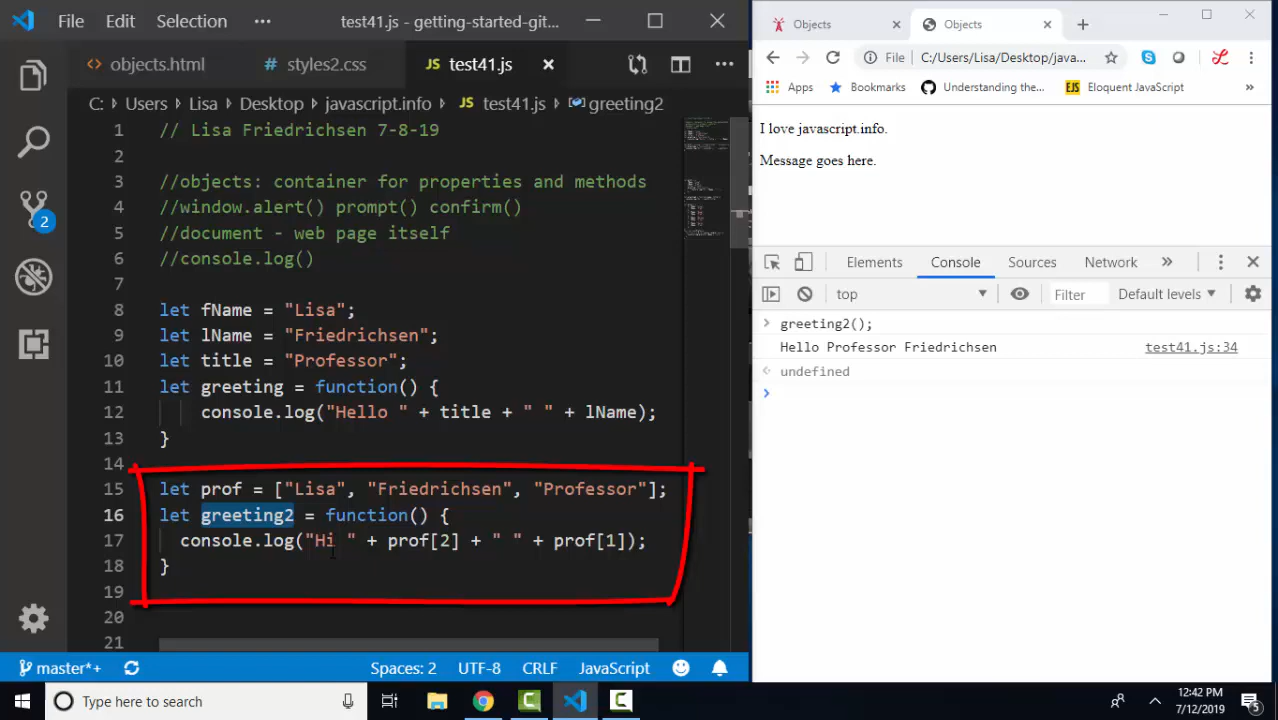 File Edit Selection ··· test41.js - getting-started-git...
objects.html # styles2.css JS test41.js
C: Users Lisa Desktop javascript.info JS test41.js greeting2
1 // Lisa Friedrichsen 7-8-19
2
3 //objects: container for properties and methods
4 //window.alert() prompt() confirm()
5 //document - web page itself
6 //console.log()
7
8 let fName = "Lisa";
9 let lName = "Friedrichsen";
10 let title = "Professor";
11 let greeting = function() {
12 console.log("Hello " + title + " " + lName);
13 }
14
15 let prof = ["Lisa", "Friedrichsen", "Professor"];
16 let greeting2 = function() {
17 console.log("Hi " + prof[2] + " " + prof[1]);
18 }
19
20
21
2
master*+ Spaces: 2 UTF-8 CRLF JavaScript
Objects Objects
File C:/Users/Lisa/Desktop/java...
Apps Bookmarks Understanding the... EJS Eloquent JavaScript »
I love javascript.info.
Message goes here.
Elements Console Sources Network »
top Filter Default levels
greeting2();
Hello Professor Friedrichsen test41.js:34
undefined
Type here to search
12:42 PM
7/12/2019
5